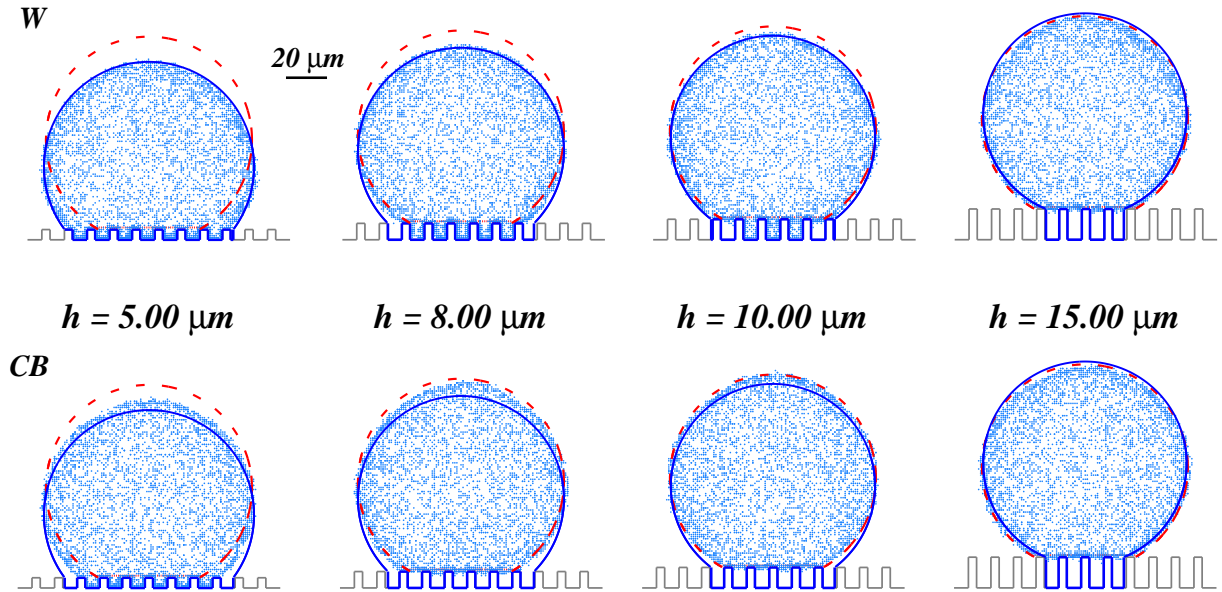 W
20 μm
h = 5.00 μm h = 8.00 μm h = 10.00 μm h = 15.00 μm
CB